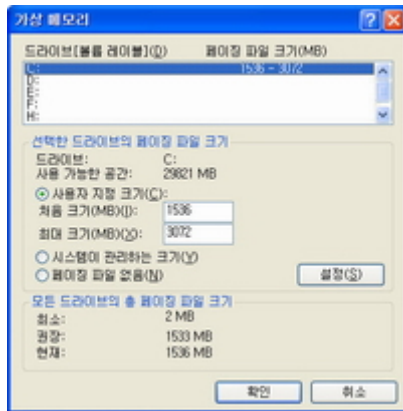 가상 메모리
드라이브[볼륨 레이블](D) 페이징 파일 크기(MB)
C: 1536 - 3072
D:
E:
F:
H:
선택한 드라이브의 페이징 파일 크기
드라이브: C:
사용 가능한 공간: 29821 MB
사용자 지정 크기(C):
처음 크기(MB)(I): 1536
최대 크기(MB)(X): 3072
시스템이 관리하는 크기(Y)
페이징 파일 없음(N)
설정(S)
모든 드라이브의 총 페이징 파일 크기
최소: 2 MB
권장: 1533 MB
현재: 1536 MB
확인 취소